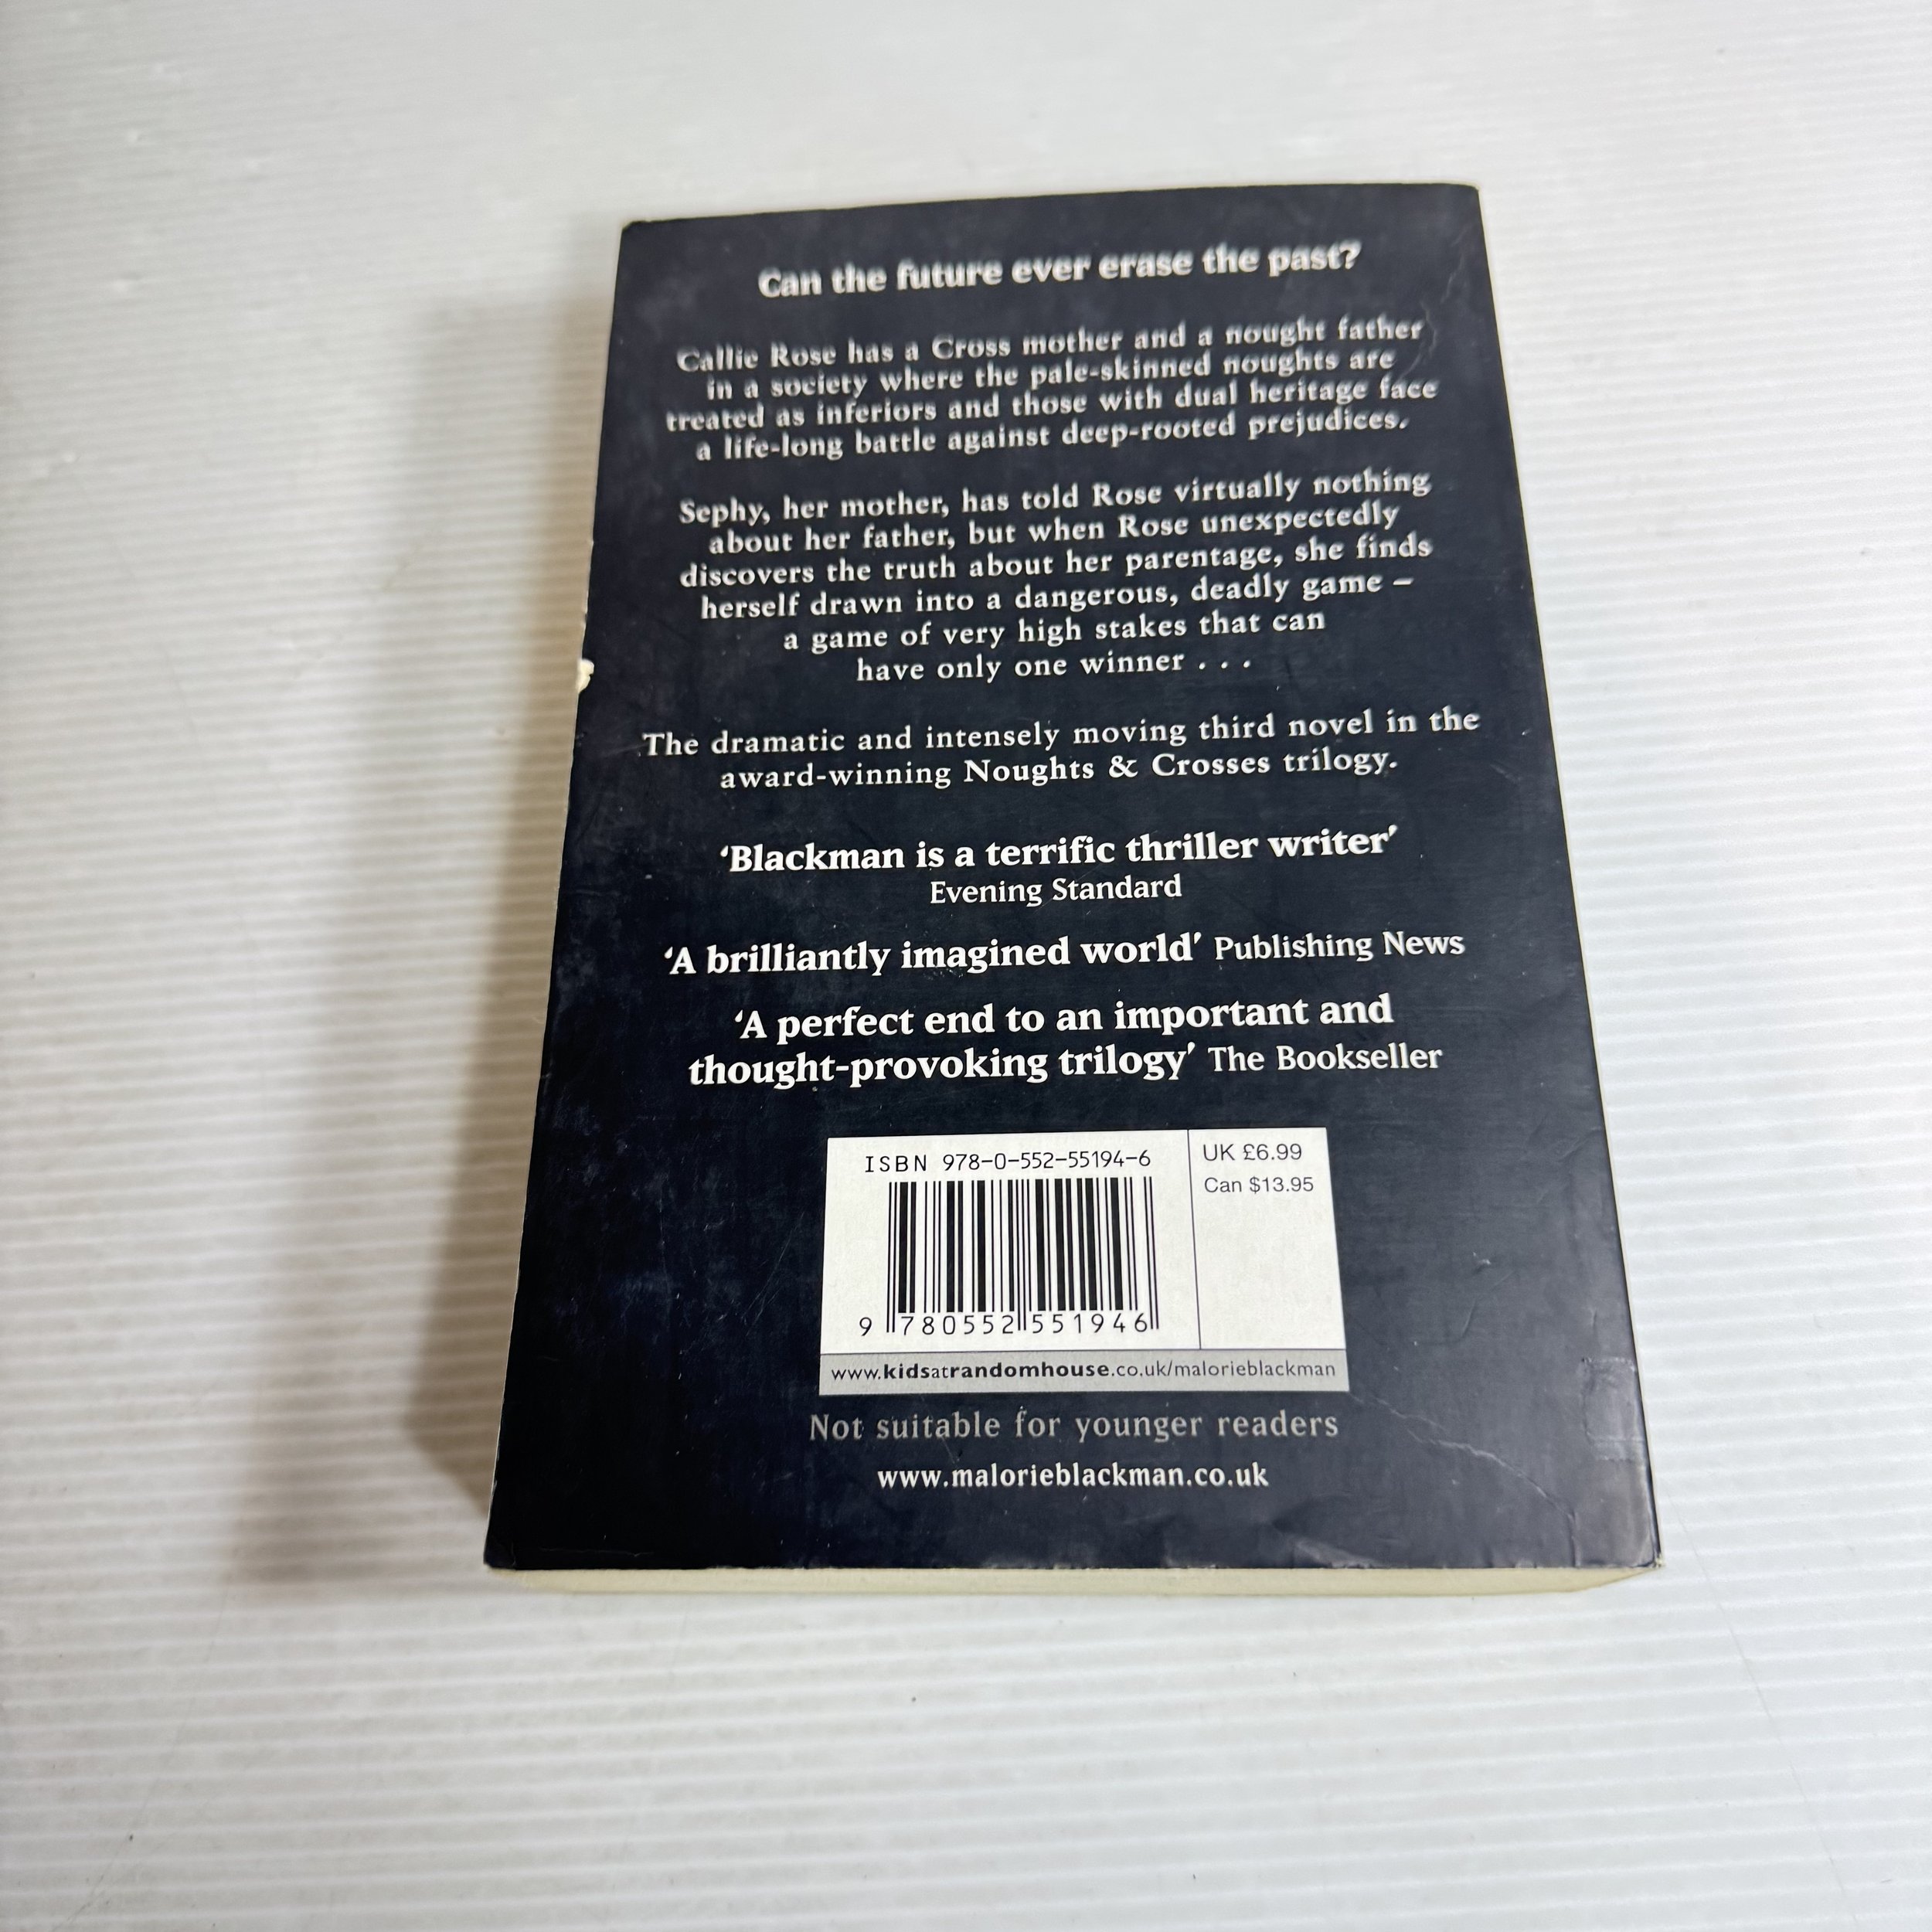 Can the future ever erase the past?
Callie Rose has a Cross mother and a nought father
in a society where the pale-skinned noughts are
treated as inferiors and those with dual heritage face
a life-long battle against deep-rooted prejudices.
Sephy, her mother, has told Rose virtually nothing
about her father, but when Rose unexpectedly
discovers the truth about her parentage, she finds
herself drawn into a dangerous, deadly game –
a game of very high stakes that can
have only one winner . . .
The dramatic and intensely moving third novel in the
award-winning Noughts & Crosses trilogy.
‘Blackman is a terrific thriller writer’
Evening Standard
‘A brilliantly imagined world’ Publishing News
‘A perfect end to an important and
thought-provoking trilogy’ The Bookseller
ISBN 978-0-552-55194-6
UK £6.99
Can $13.95
9 780552 551946
www.kidsatrandomhouse.co.uk/malorieblackman
Not suitable for younger readers
www.malorieblackman.co.uk